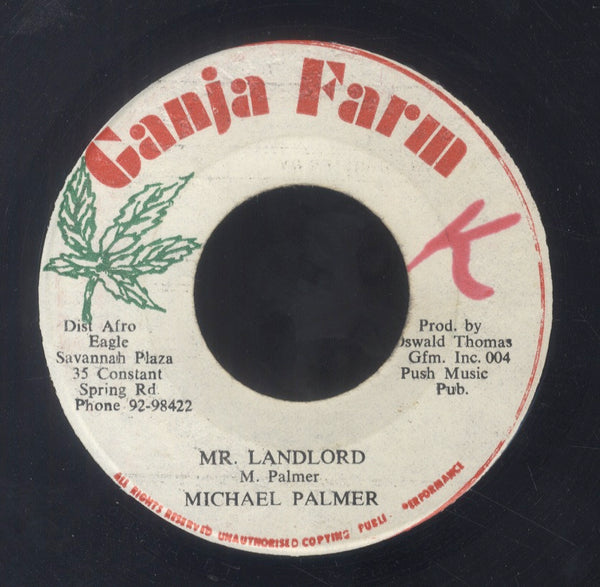 Ganja Farm
K
Dist Afro
Eagle
Savannah Plaza
35 Constant
Spring Rd.
Phone 92-98422
Prod. by
Oswald Thomas
Gfm. Inc. 004
Push Music
Pub.
MR. LANDLORD
M. Palmer
MICHAEL PALMER
ALL RIGHTS RESERVED UNAUTHORISED COPYING PUBLI PERFORMANCE